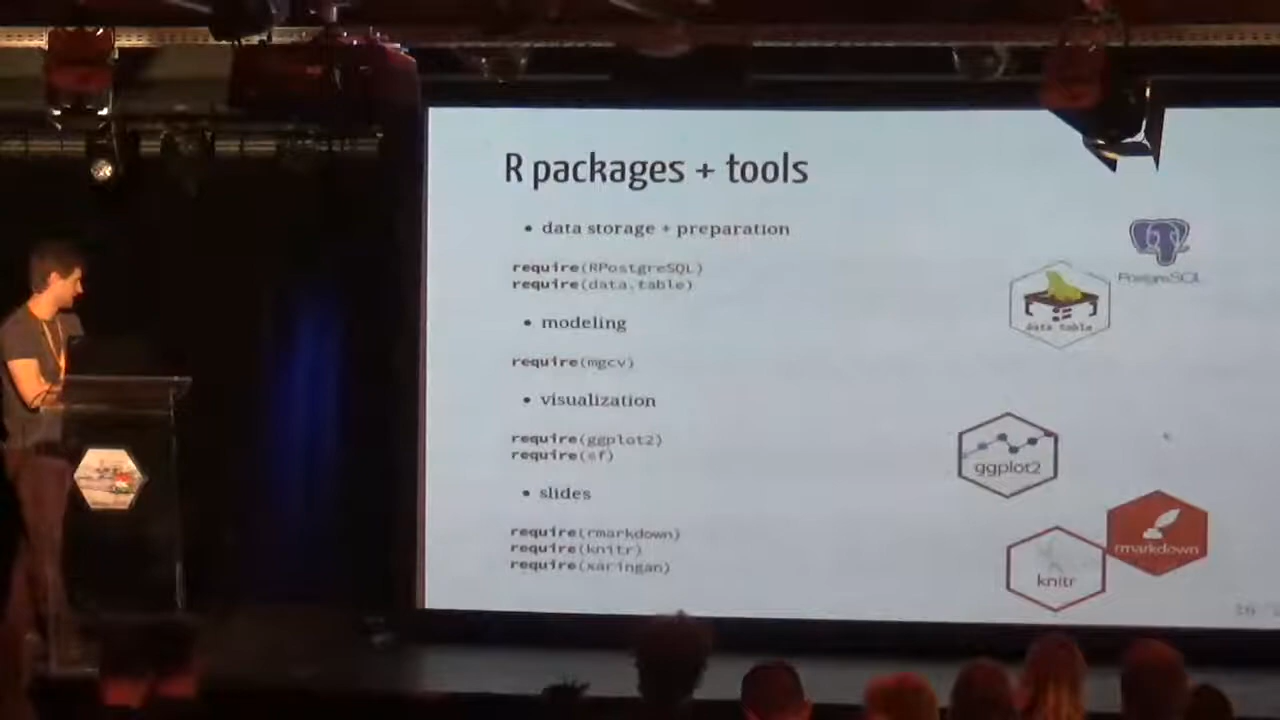 R packages + tools
• data storage + preparation
require(RPostgreSQL)
require(data.table)
• modeling
require(mgcv)
• visualization
require(ggplot2)
require(sf)
• slides
require(rmarkdown)
require(knitr)
require(xaringan)
PostgreSQL
data table
ggplot2
rmarkdown
knitr